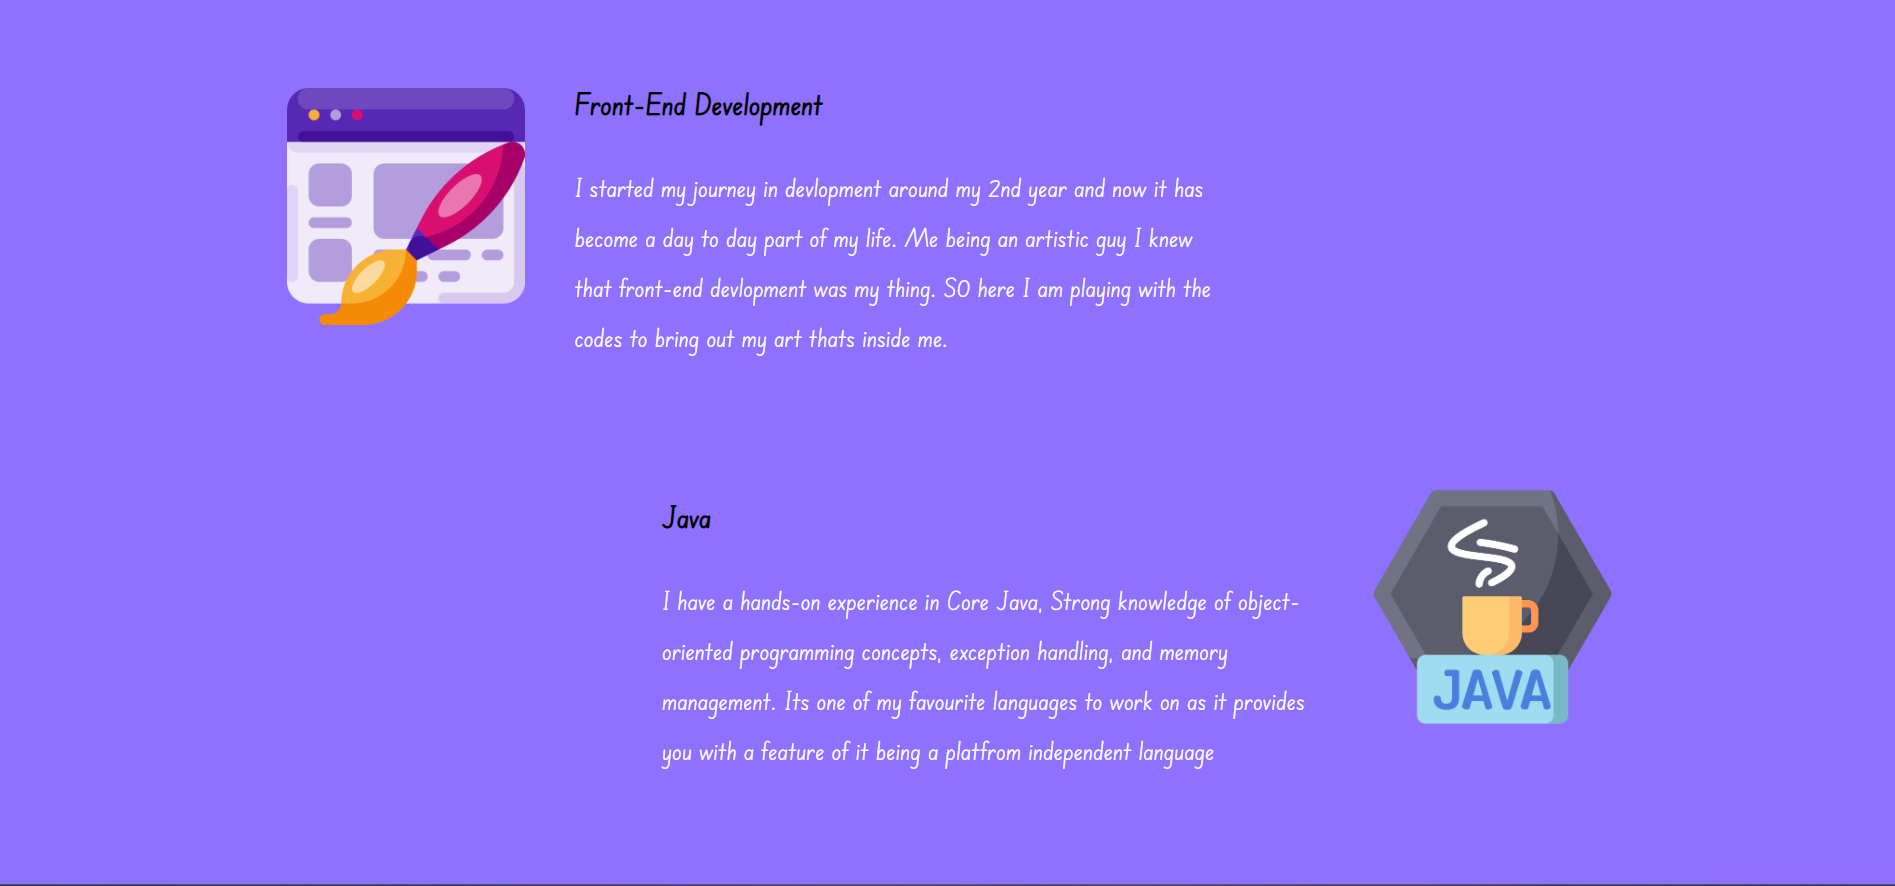 Front-End Development
I started my journey in devlopment around my 2nd year and now it has
become a day to day part of my life. Me being an artistic guy I knew
that front-end devlopment was my thing. SO here I am playing with the
codes to bring out my art thats inside me.
Java
I have a hands-on experience in Core Java, Strong knowledge of object-
oriented programming concepts, exception handling, and memory
management. Its one of my favourite languages to work on as it provides
you with a feature of it being a platfrom independent language
JAVA